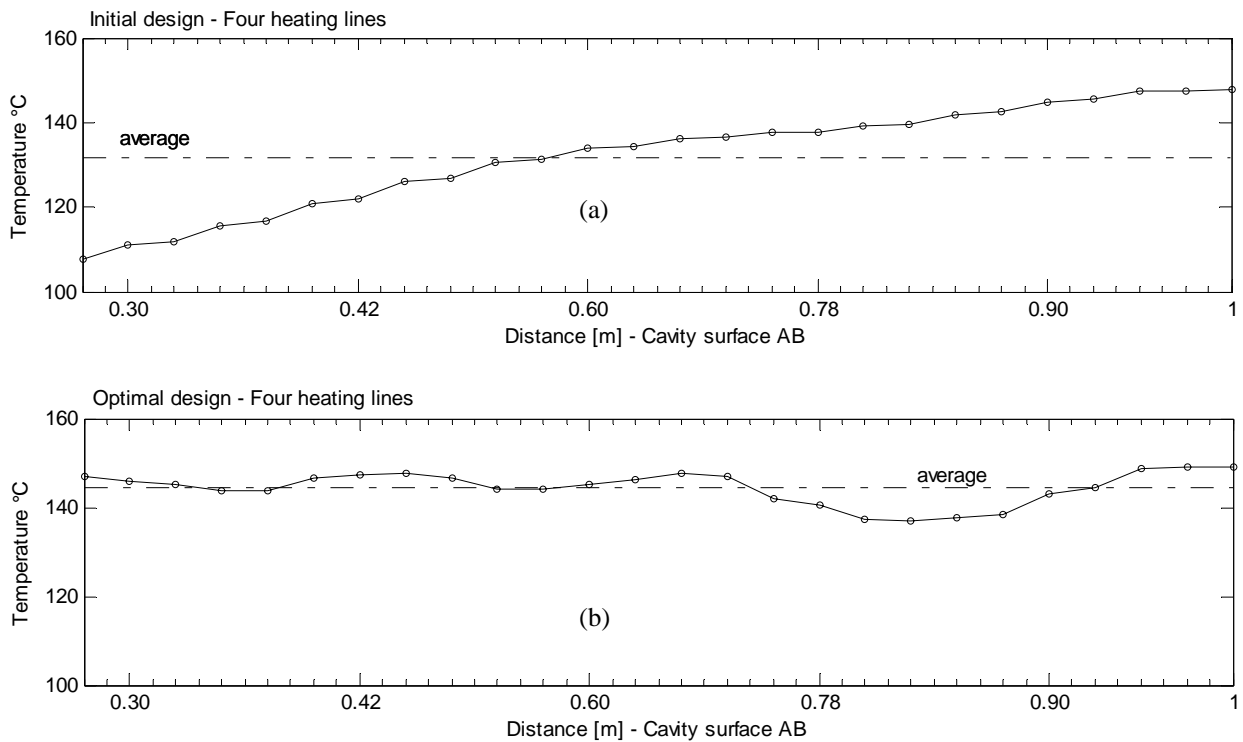 Initial design - Four heating lines
160
140
120
100
Temperature °C
average
(a)
0.30 0.42 0.60 0.78 0.90 1
Distance [m] - Cavity surface AB
Optimal design - Four heating lines
160
140
120
100
Temperature °C
average
(b)
0.30 0.42 0.60 0.78 0.90 1
Distance [m] - Cavity surface AB